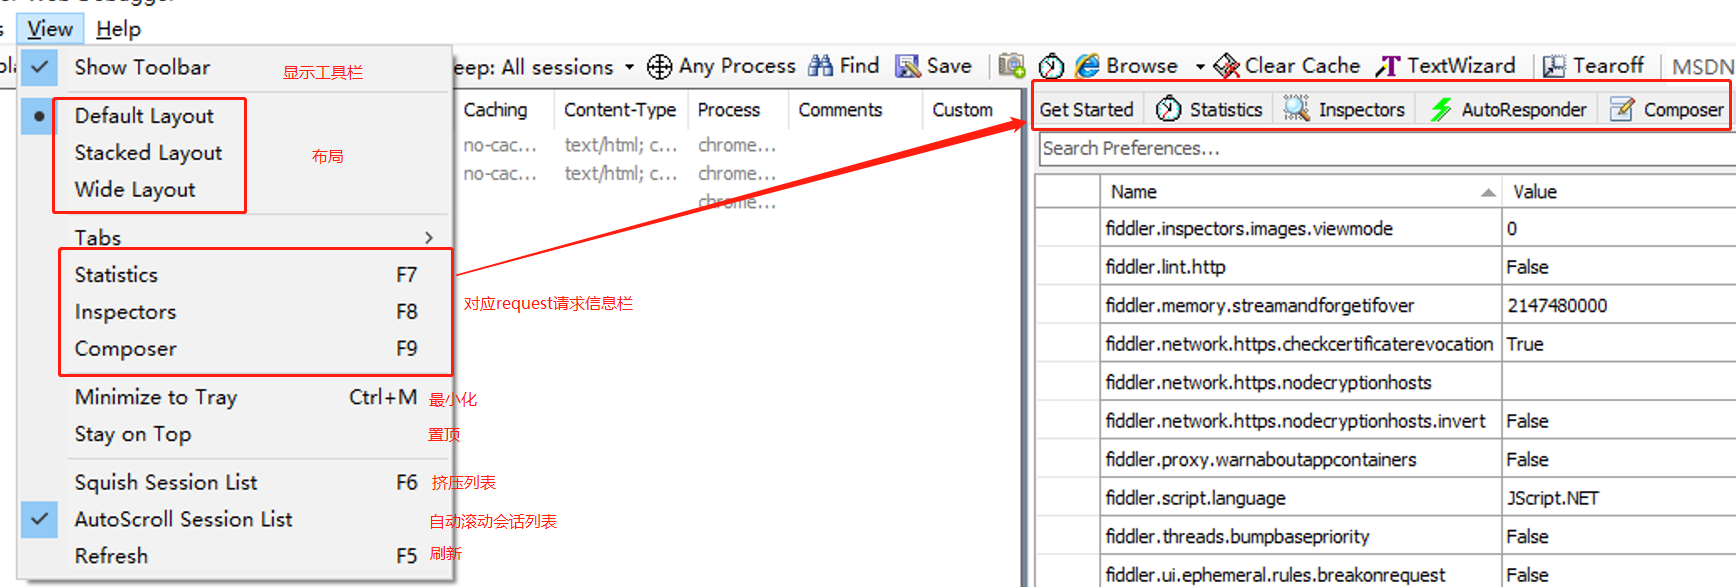 View Help
Show Toolbar 显示工具栏
eep: All sessions Any Process Find Save Browse Clear Cache TextWizard Tearoff MSDN
Default Layout
Stacked Layout 布局
Wide Layout
Tabs
Statistics F7
Inspectors F8
Composer F9
对应request请求信息栏
Minimize to Tray Ctrl+M 最小化
Stay on Top 置顶
Squish Session List F6 挤压列表
AutoScroll Session List 自动滚动会话列表
Refresh F5 刷新
Caching Content-Type Process Comments Custom
no-cac... text/html; c... chrome...
no-cac... text/html; c... chrome...
chrome...
Get Started Statistics Inspectors AutoResponder Composer
Search Preferences...
Name Value
fiddler.inspectors.images.viewmode 0
fiddler.lint.http False
fiddler.memory.streamandforgetifover 2147480000
fiddler.network.https.checkcertificaterevocation True
fiddler.network.https.nodecryptionhosts
fiddler.network.https.nodecryptionhosts.invert False
fiddler.proxy.warnaboutappcontainers False
fiddler.script.language JScript.NET
fiddler.threads.bumpbasepriority False
fiddler.ui.ephemeral.rules.breakonrequest False